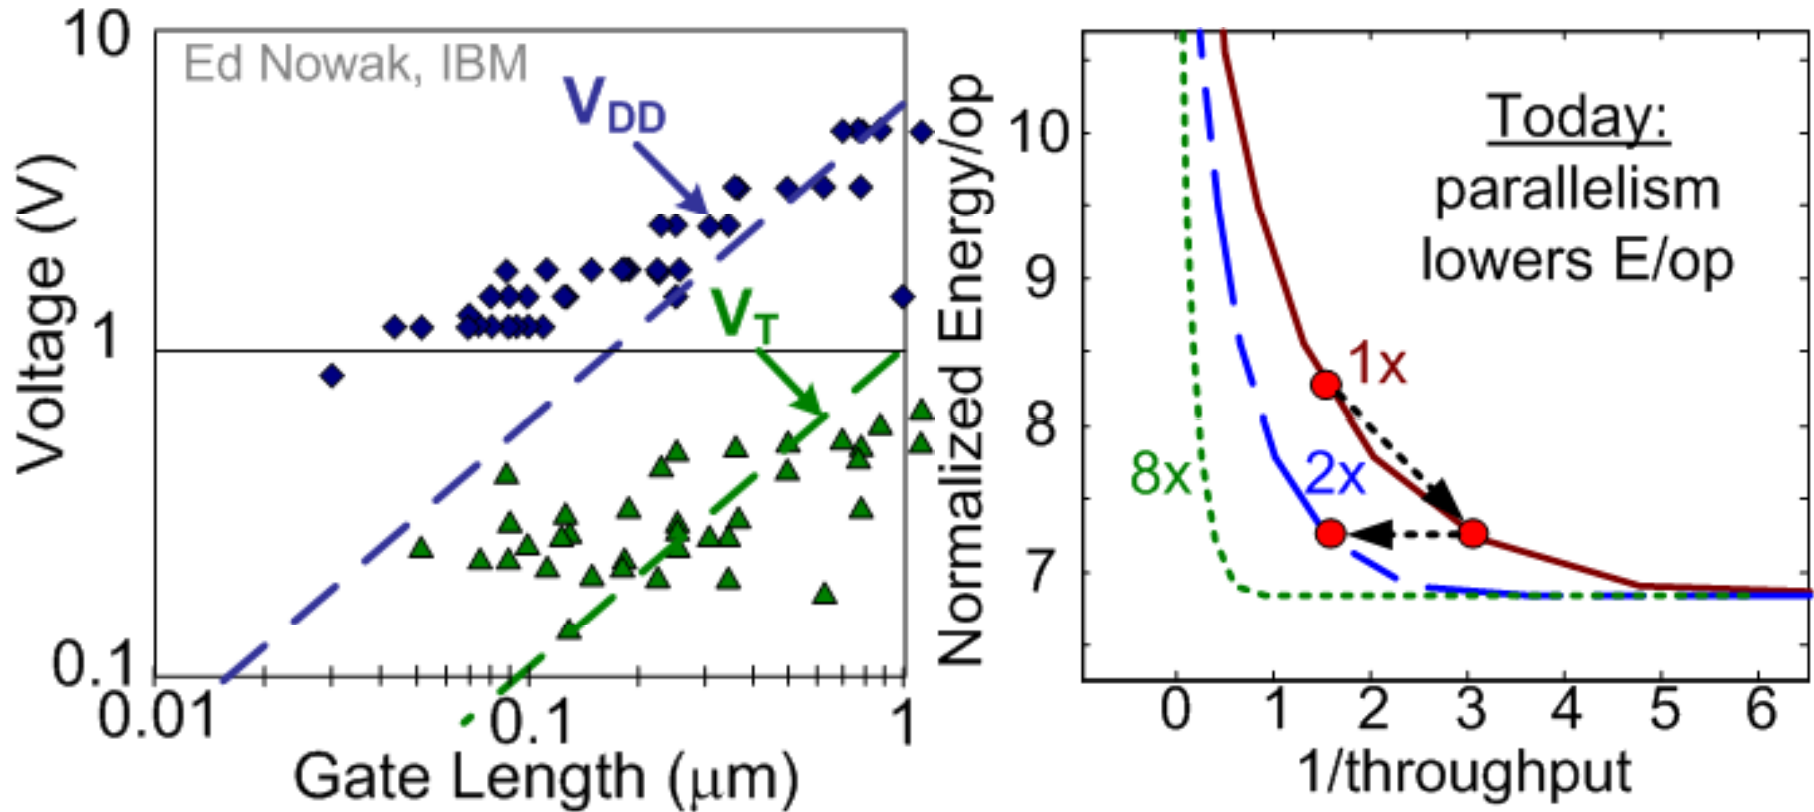 10
Ed Nowak, IBM
V_DD
V_T
1
0.1
0.01
0.1
1
Voltage (V)
Gate Length (μm)
Normalized Energy/op
10
9
8
7
Today:
parallelism
lowers E/op
1x
2x
8x
0 1 2 3 4 5 6
1/throughput